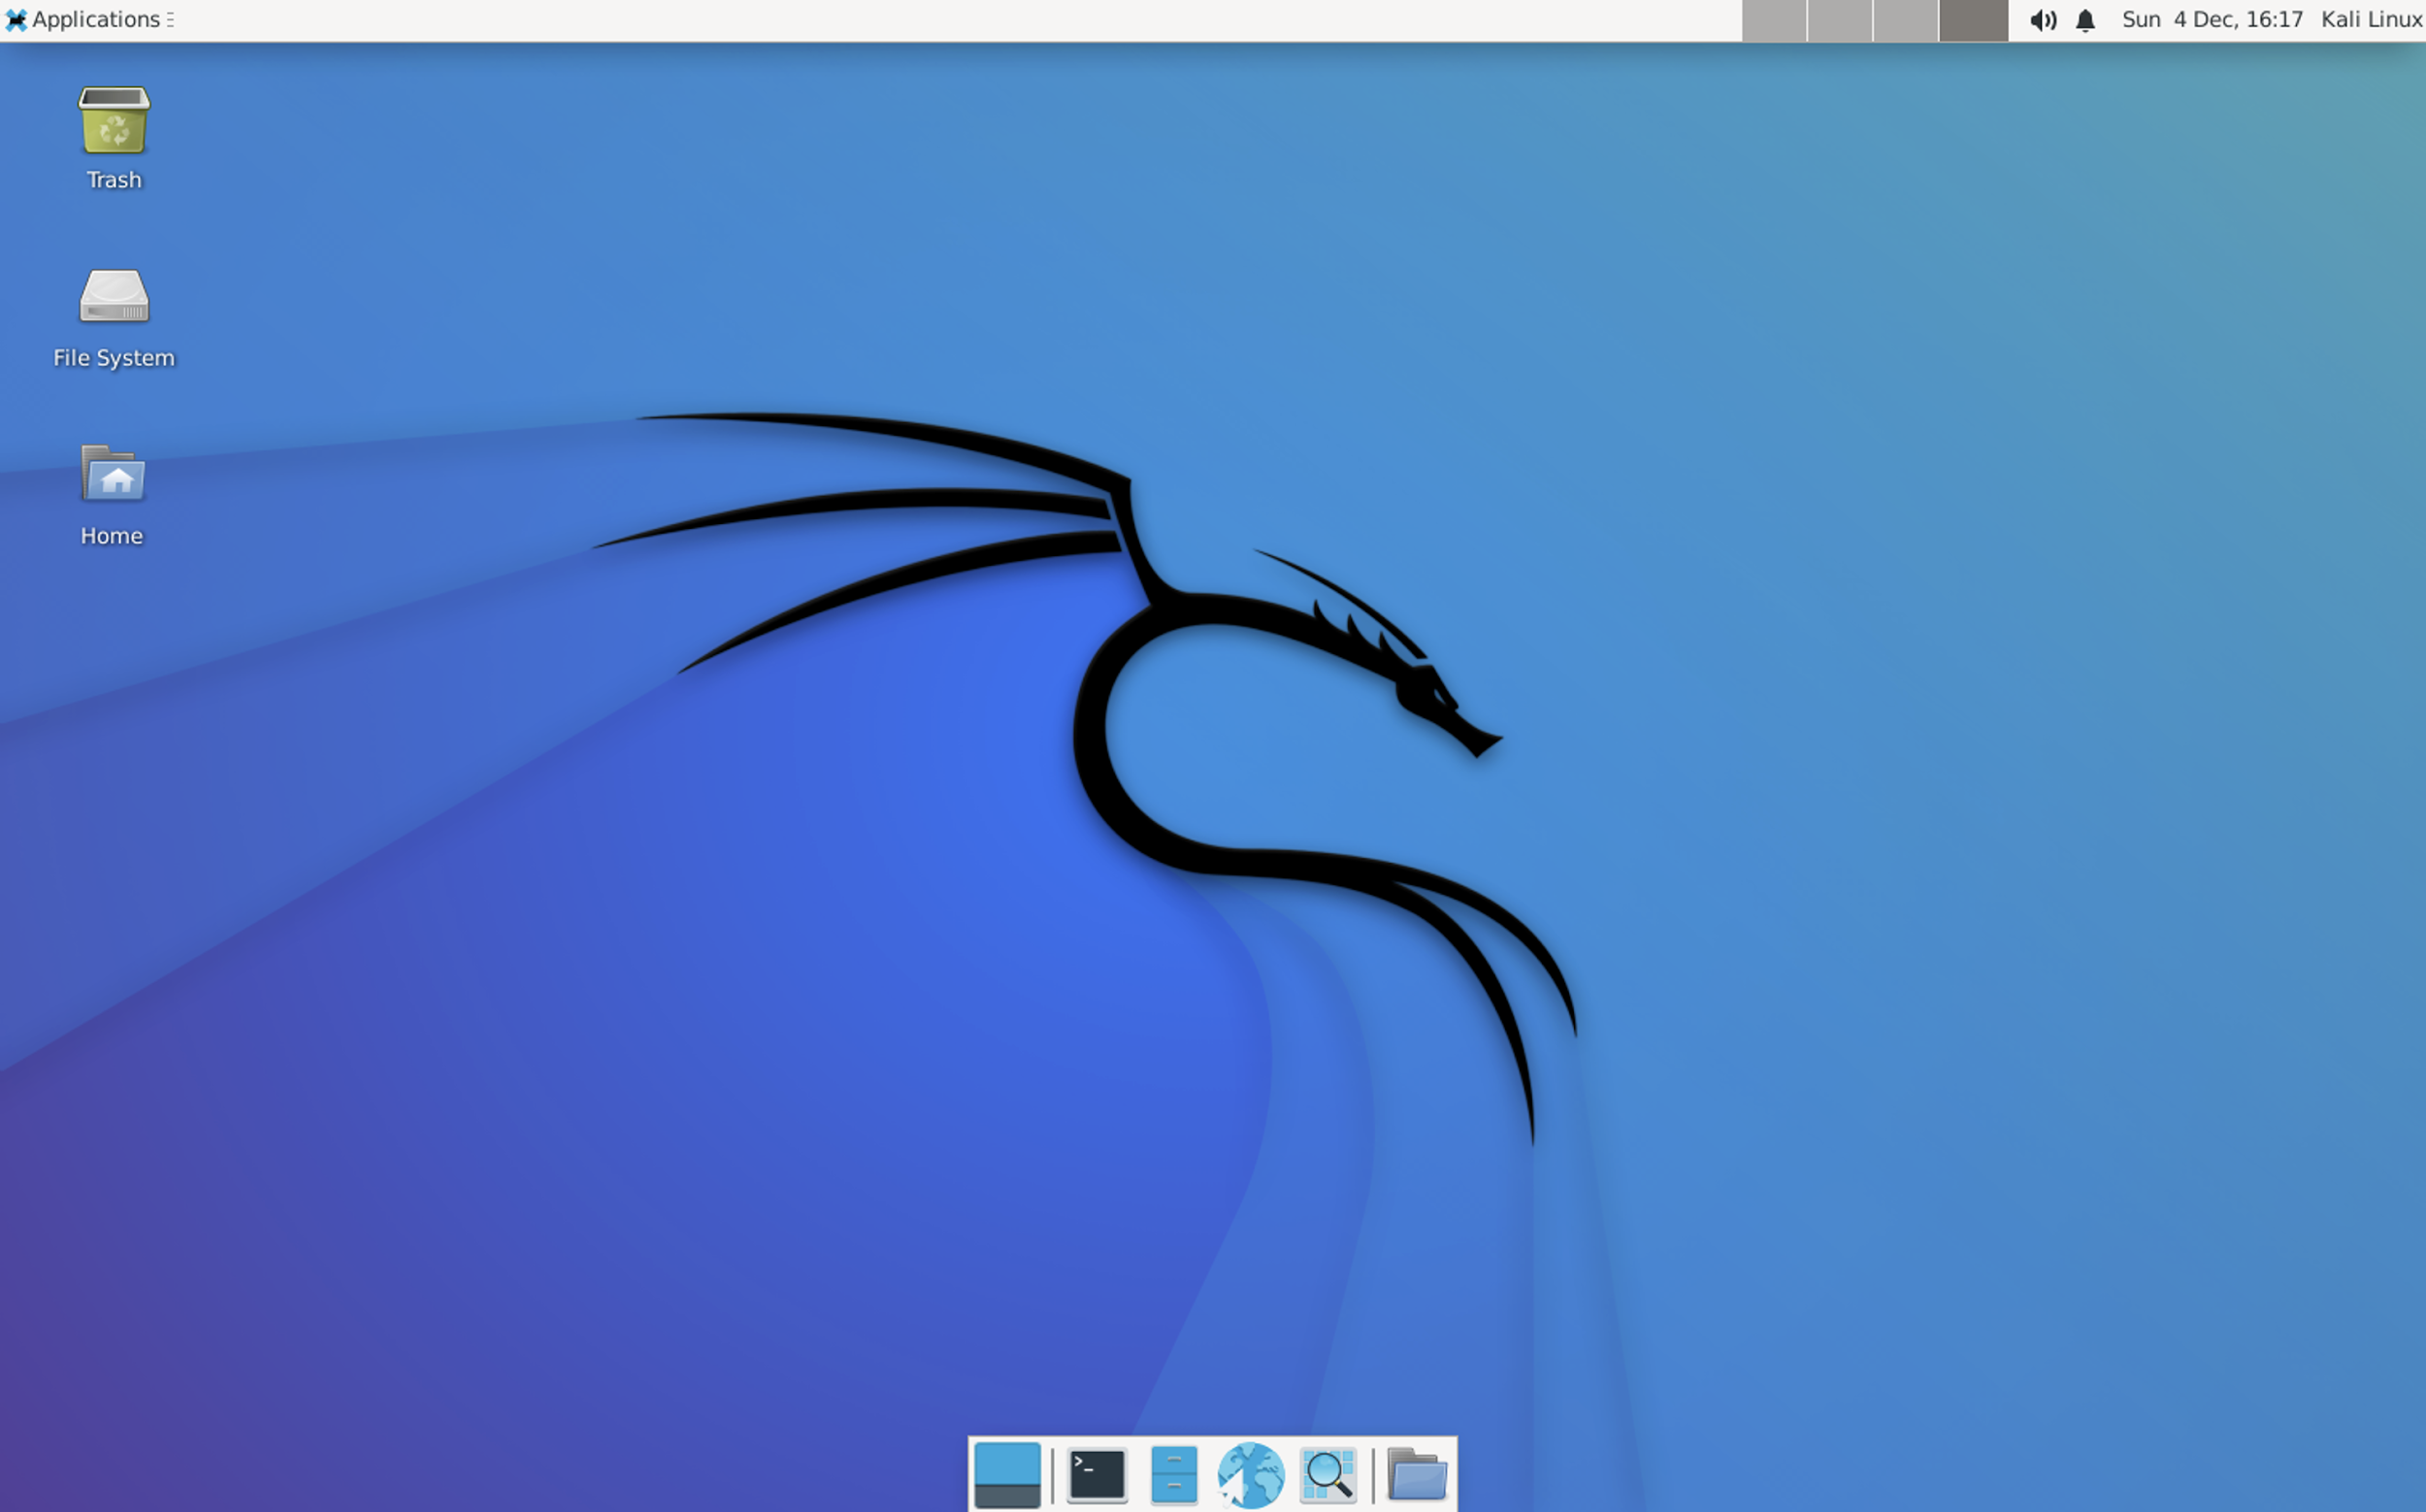 Applications
Sun 4 Dec, 16:17 Kali Linux
Trash
File System
Home
>_